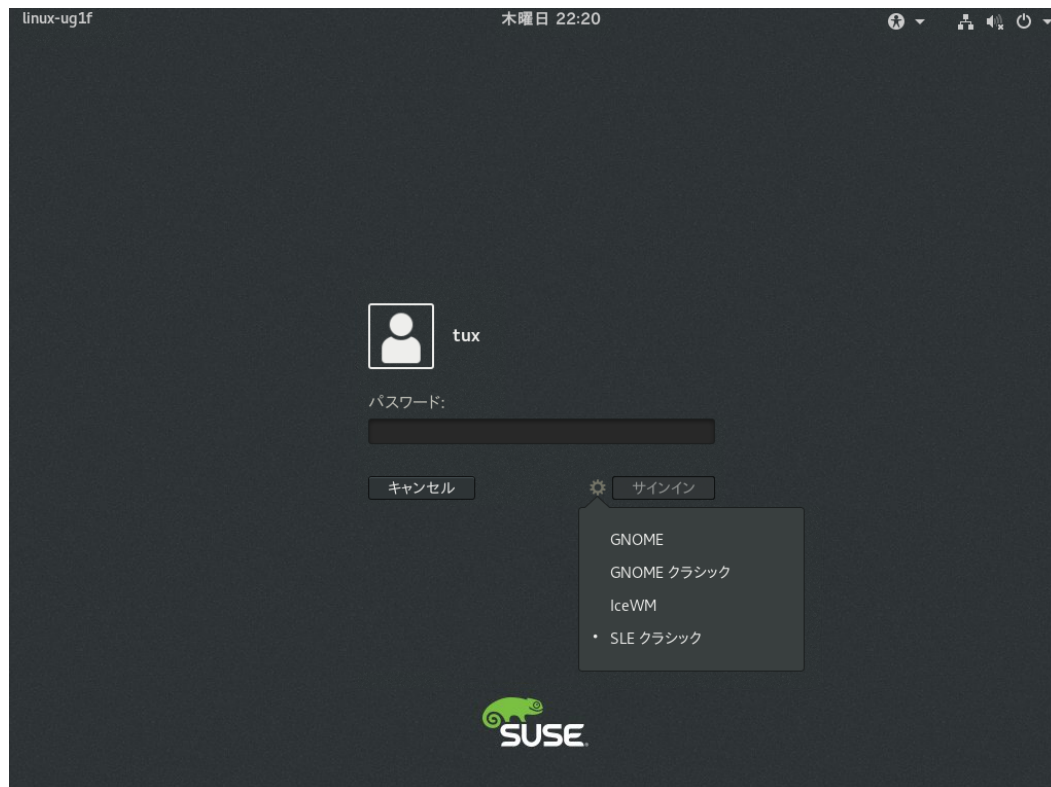 linux-ug1f
木曜日 22:20
tux
パスワード:
キャンセル
サインイン
GNOME
GNOME クラシック
IceWM
• SLE クラシック
SUSE